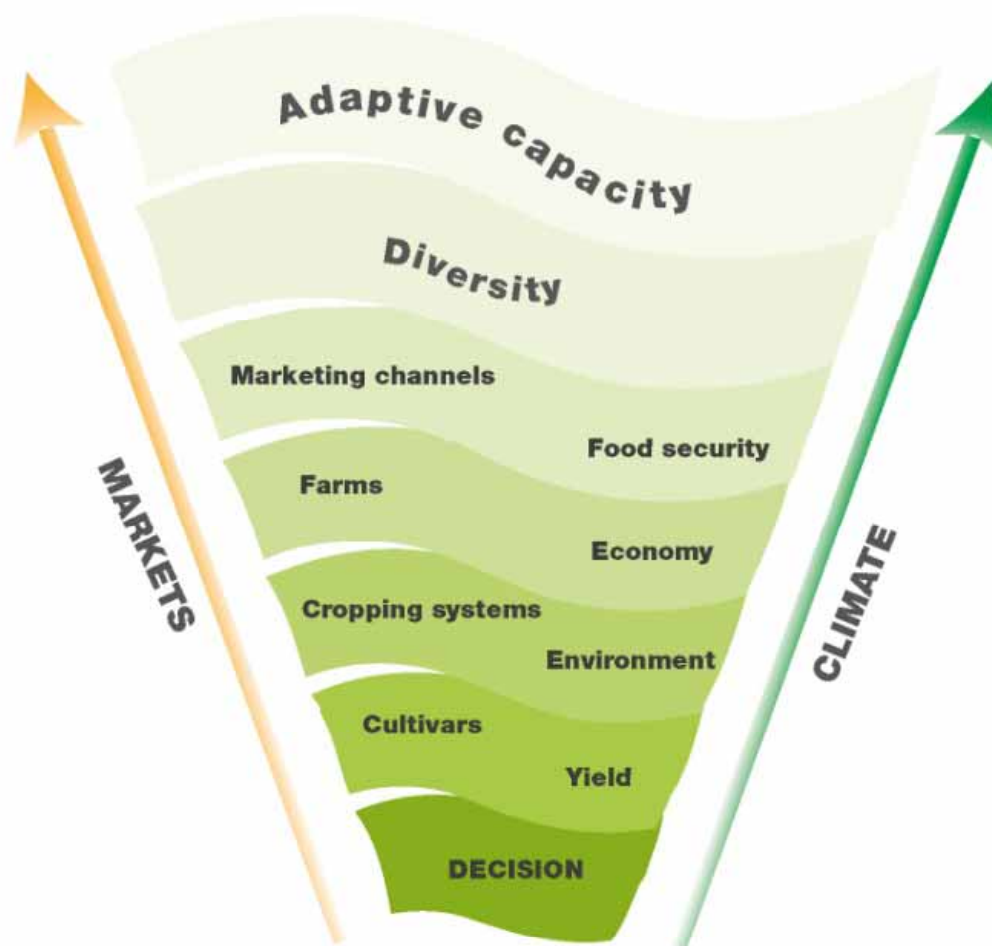 Adaptive capacity
Diversity
Marketing channels
Food security
Farms
Economy
Cropping systems
Environment
Cultivars
Yield
DECISION
MARKETS
CLIMATE